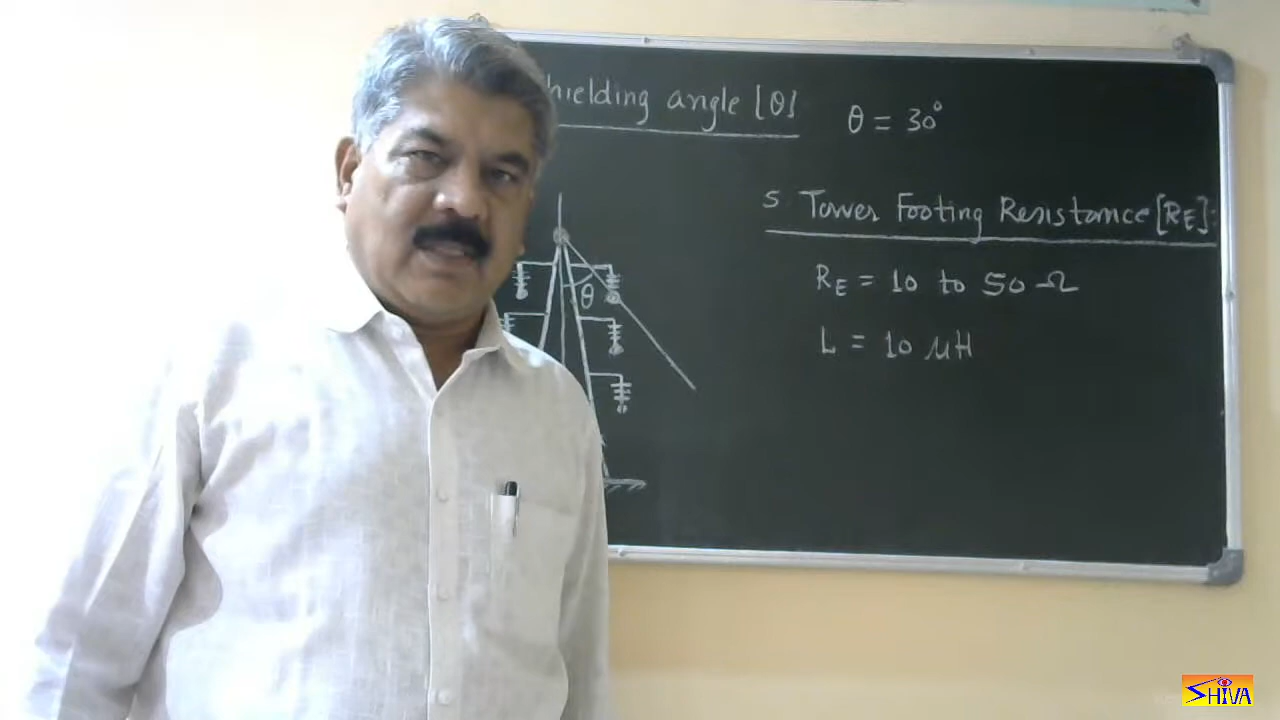 hielding angle [θ]
θ = 30°
5. Tower Footing Resistance [RE]:
RE = 10 to 50 Ω
L = 10 μH
θ
SHIVA